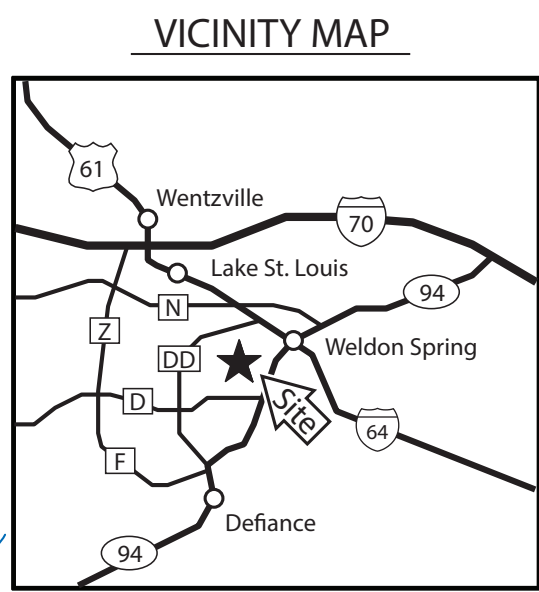 VICINITY MAP
61
Wentzville
70
Lake St. Louis
94
N
Z
Weldon Spring
DD
D
Site
64
F
Defiance
94